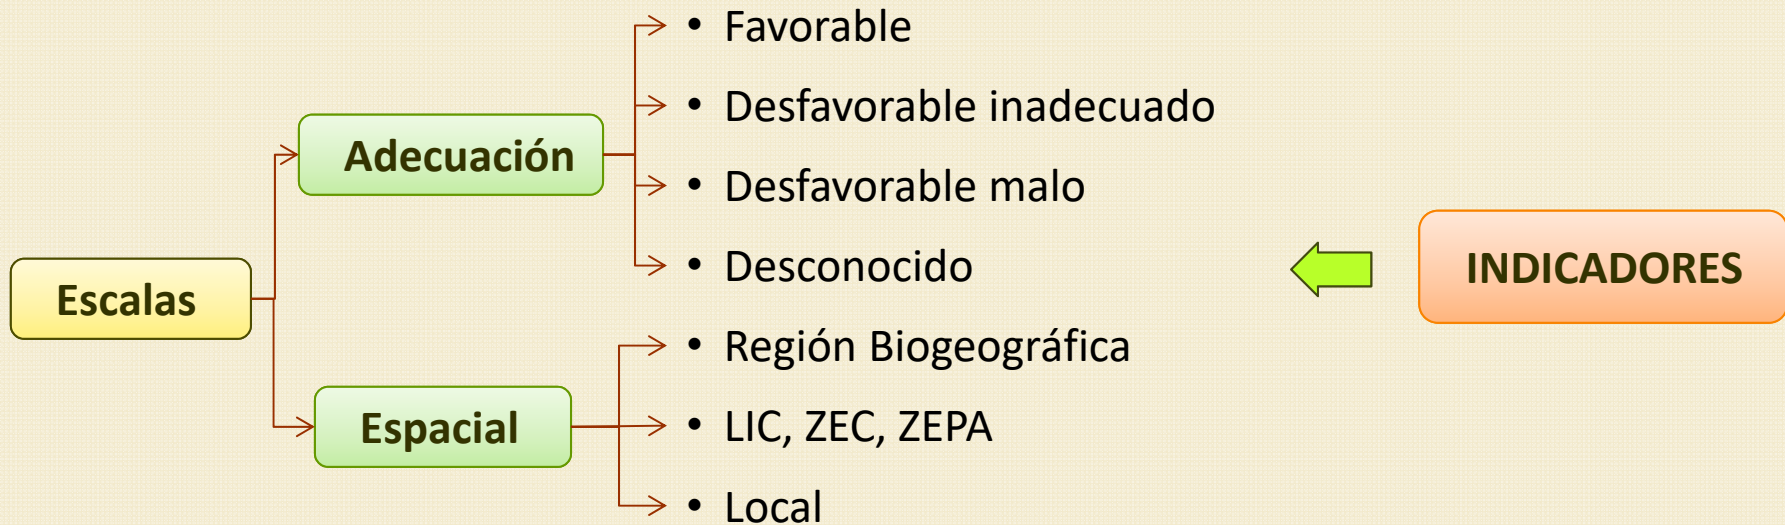 Escalas
Adecuación
• Favorable
• Desfavorable inadecuado
• Desfavorable malo
• Desconocido
Espacial
• Región Biogeográfica
• LIC, ZEC, ZEPA
• Local
INDICADORES